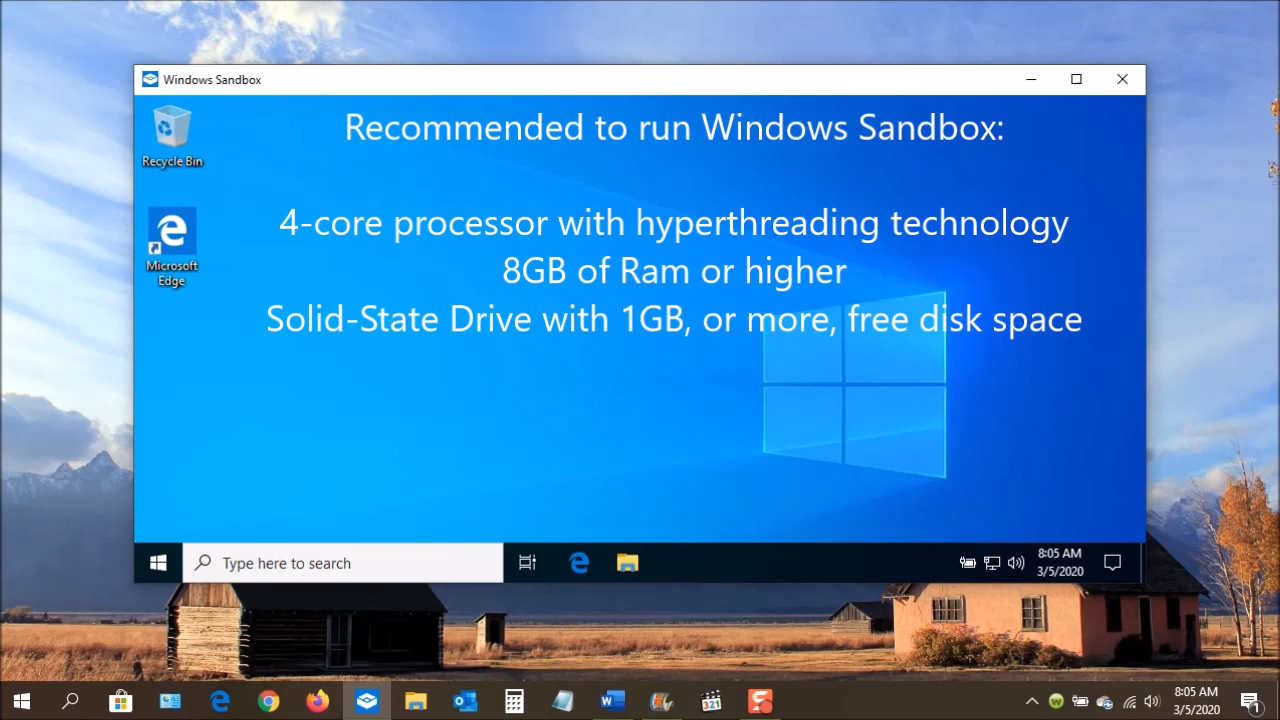 Windows Sandbox
Recommended to run Windows Sandbox:
Recycle Bin
4-core processor with hyperthreading technology
8GB of Ram or higher
Microsoft
Edge
Solid-State Drive with 1GB, or more, free disk space
Type here to search
8:05 AM
3/5/2020
321
8:05 AM
3/5/2020
1